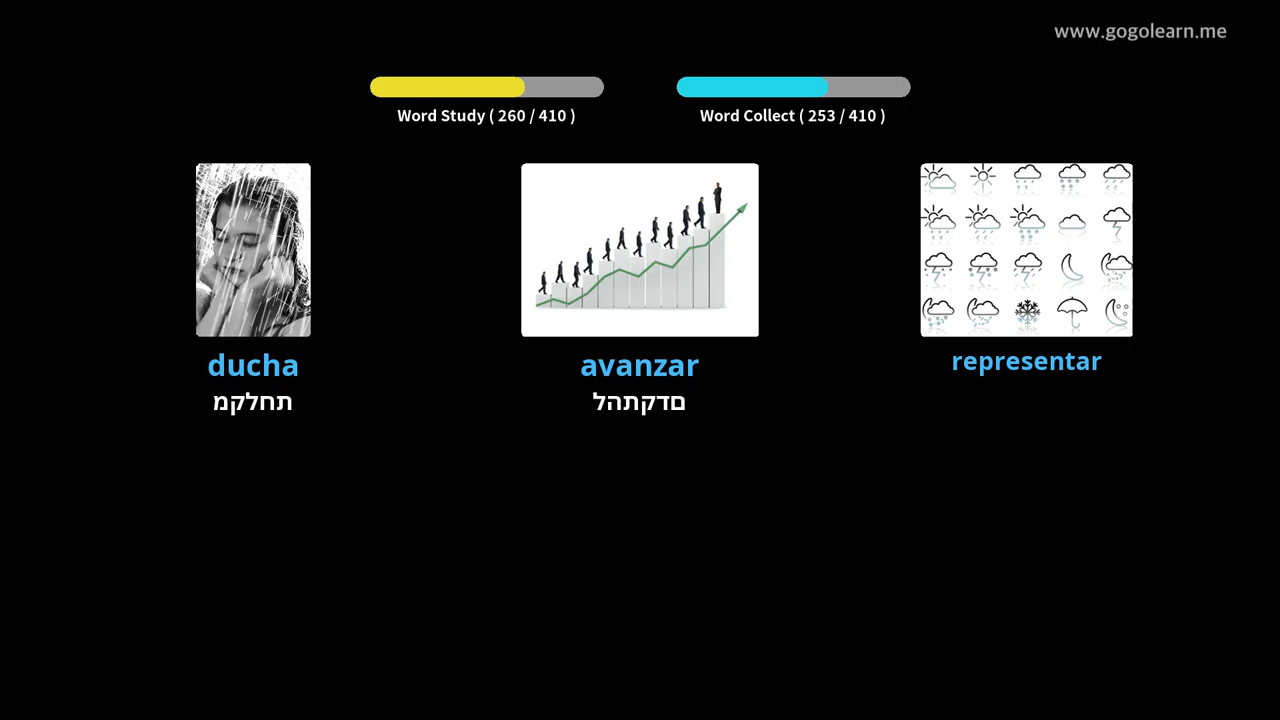 www.gogolearn.me
Word Study ( 260 / 410 )
Word Collect ( 253 / 410 )
ducha
avanzar
representar
מקלחת
להתקדם